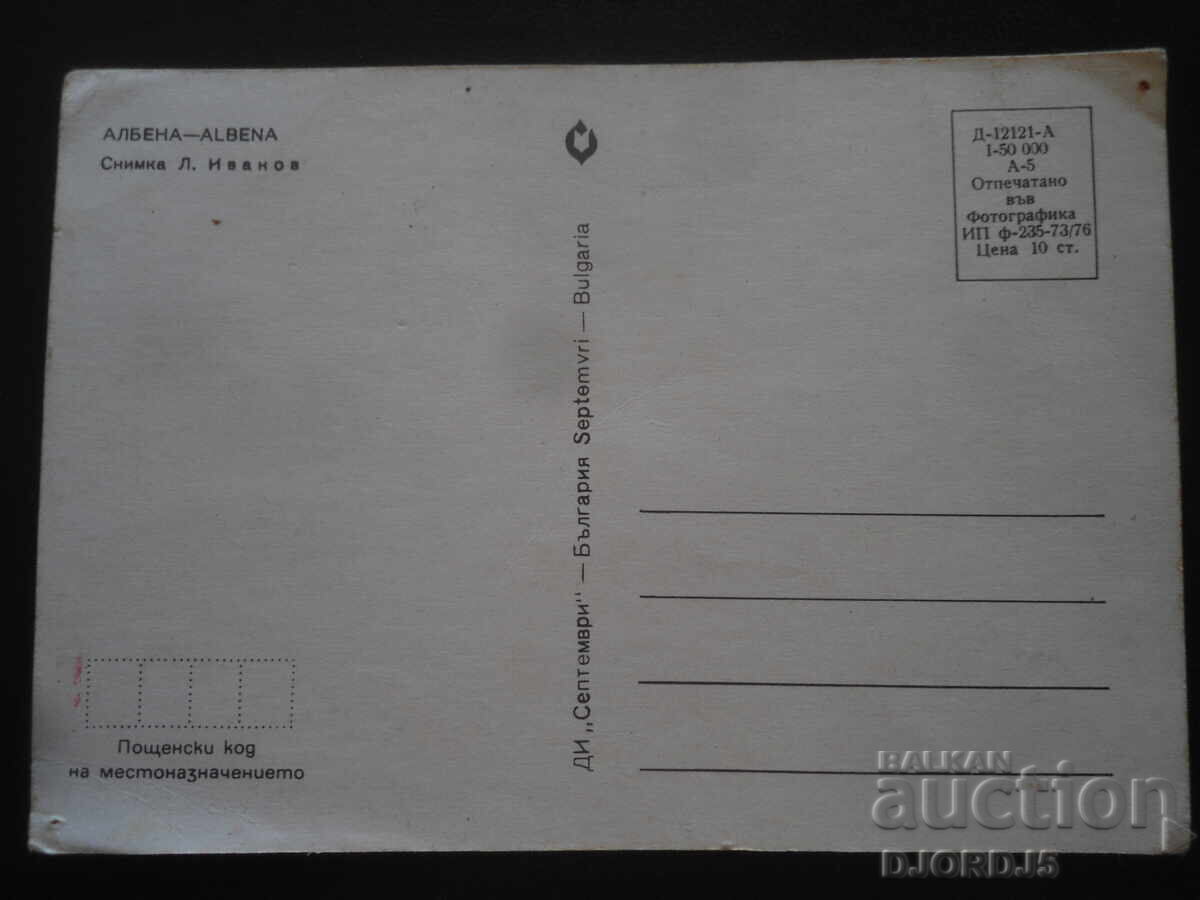 АЛБЕНА—ALBENA
Снимка Л. Иванов
Д-12121-А
I-50 000
А-5
Отпечатано
във
Фотографика
ИП ф-235-73/76
Цена 10 ст.
ДИ „Септември" — България Septemvri — Bulgaria
Пощенски код
на местоназначението
BALKAN
auction
DJORDJ5